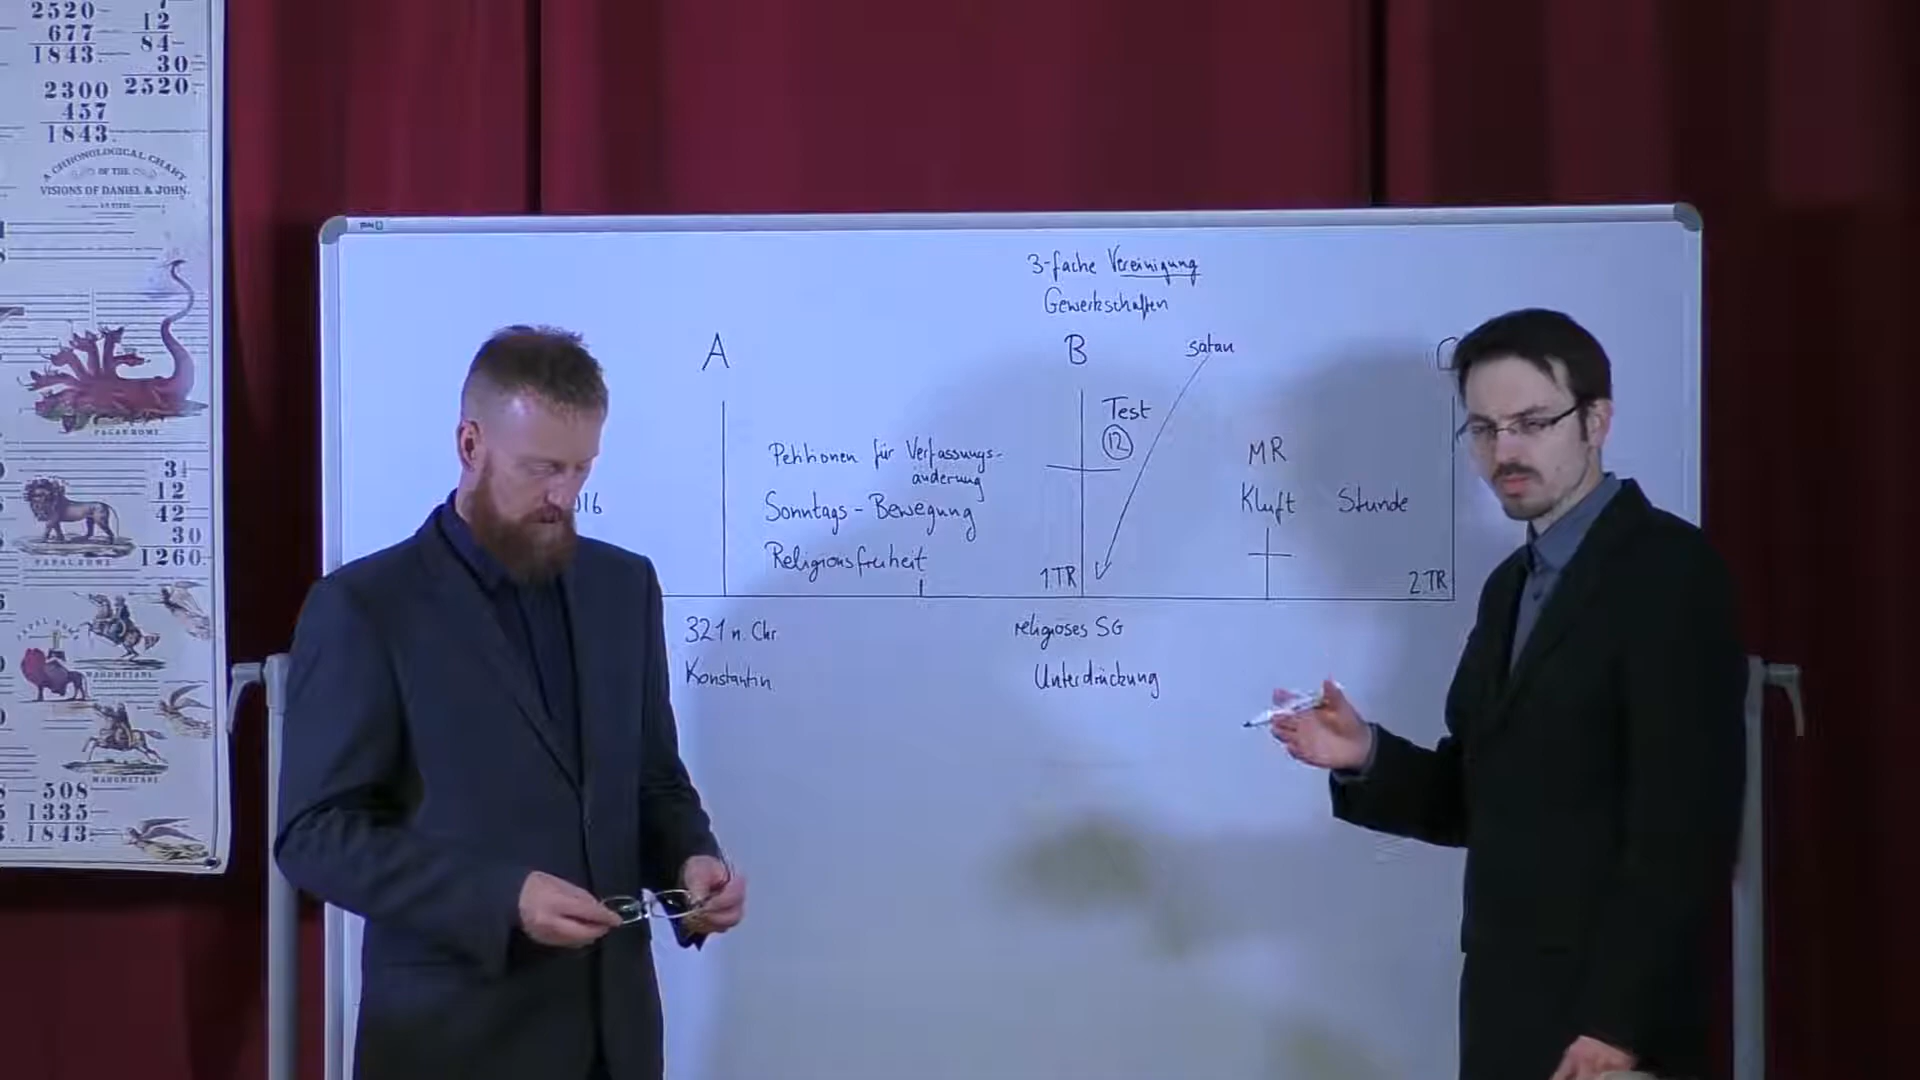 2520
677
1843.
7
12
84
30
2520.
2300
457
1843.
A CHRONOLOGICAL CHART
OF THE
VISIONS OF DANIEL & JOHN.
PAGAN ROME
12
42
30
1260
PAPAL ROME
MAHOMETANS
MAHOMETANS
508
1335
1843.
3-fache Vereinigung
Gewerkschaften
A
B
satan
Test
12
Petitionen für Verfassungs-
änderung
MR
016
Sonntags-Bewegung
Kluft
Stunde
Religionsfreiheit
1.TR
2.TR
321 n. Chr
religiöses SG
Konstantin
Unterdrückung